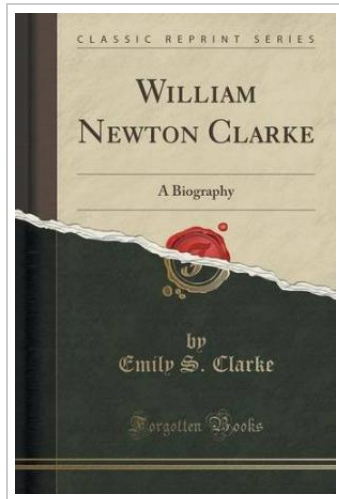 CLASSIC REPRINT SERIES
WILLIAM
NEWTON CLARKE
A Biography
by
Emily S. Clarke
Forgotten Books